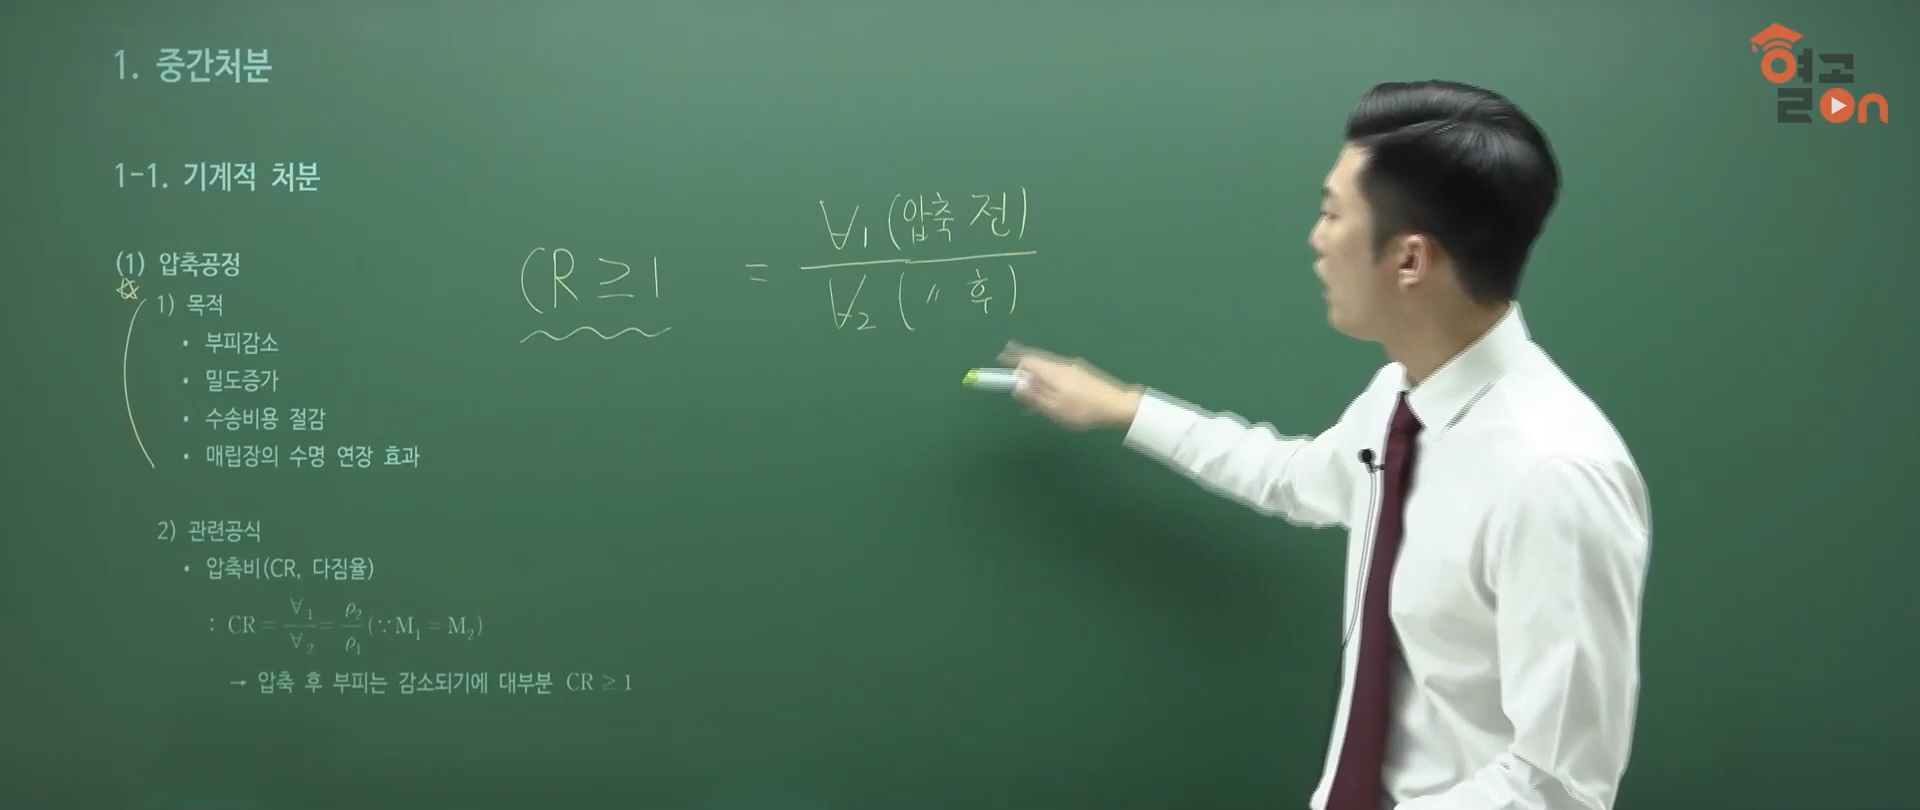 1. 중간처분
1-1. 기계적 처분
(1) 압축공정
1) 목적
• 부피감소
• 밀도증가
• 수송비용 절감
• 매립장의 수명 연장 효과
2) 관련공식
• 압축비(CR, 다짐율)
: CR = ∀₁/∀₂ = ρ₂/ρ₁ (∵M₁ = M₂)
→ 압축 후 부피는 감소되기에 대부분 CR ≥ 1
CR ≥ 1 = ∀₁ (압축 전) / ∀₂ (〃 후)
열공
on